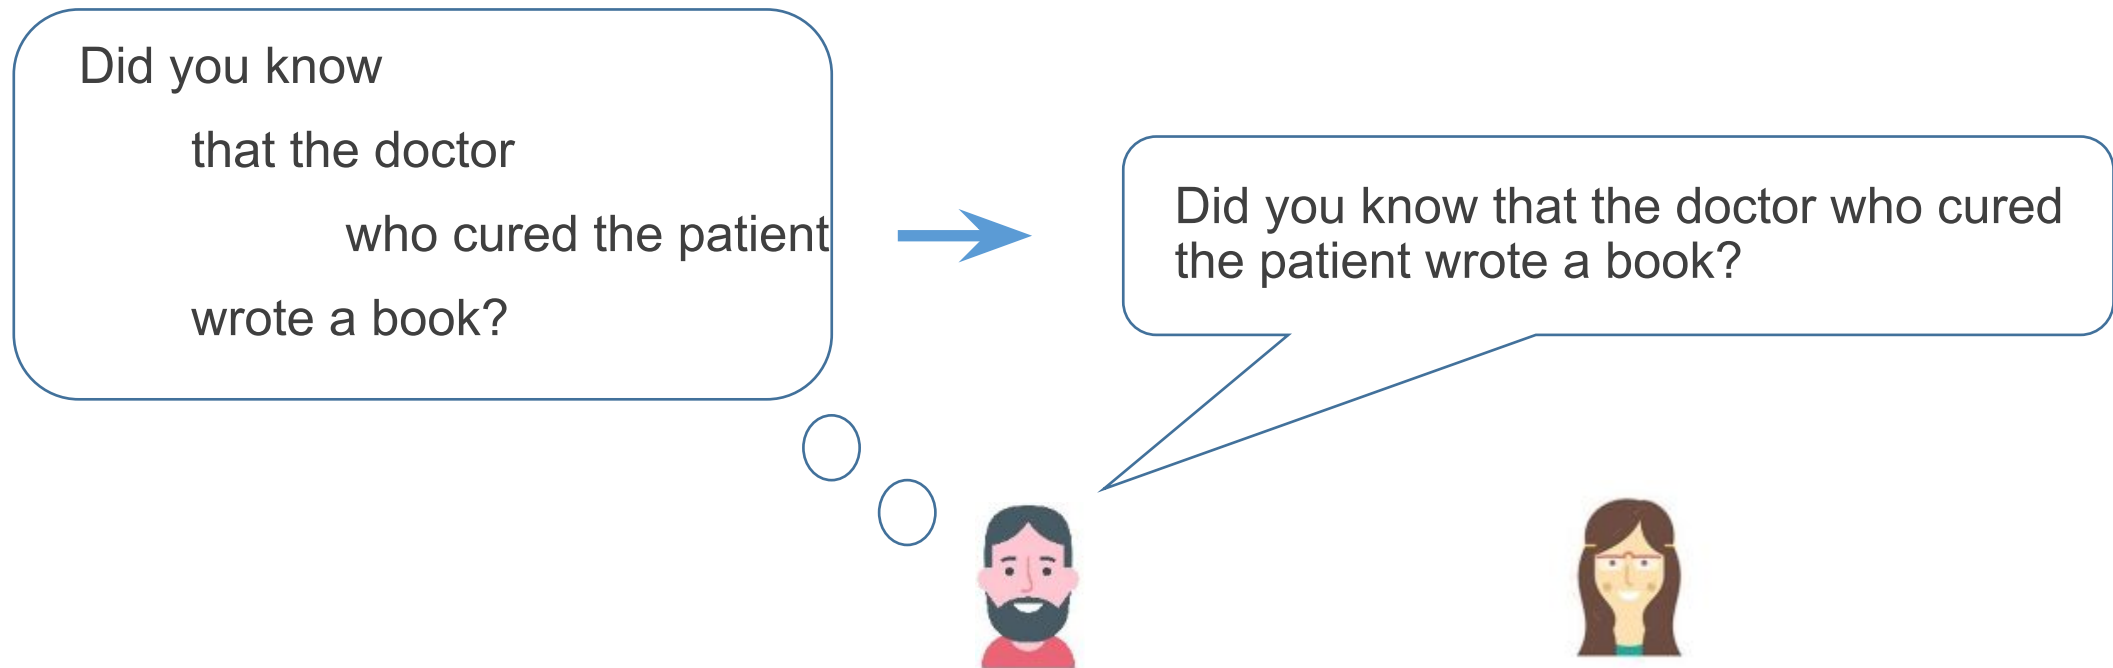 Did you know
that the doctor
who cured the patient
wrote a book?
Did you know that the doctor who cured
the patient wrote a book?